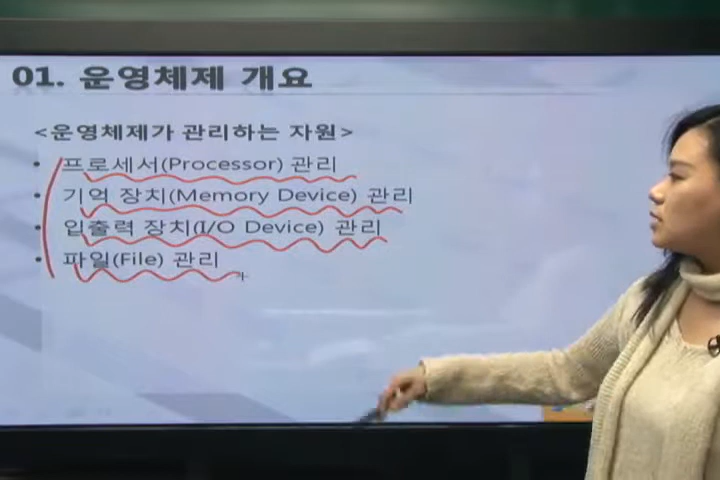 01. 운영체제 개요
<운영체제가 관리하는 자원>
• 프로세서(Processor) 관리
• 기억 장치(Memory Device) 관리
• 입출력 장치(I/O Device) 관리
• 파일(File) 관리